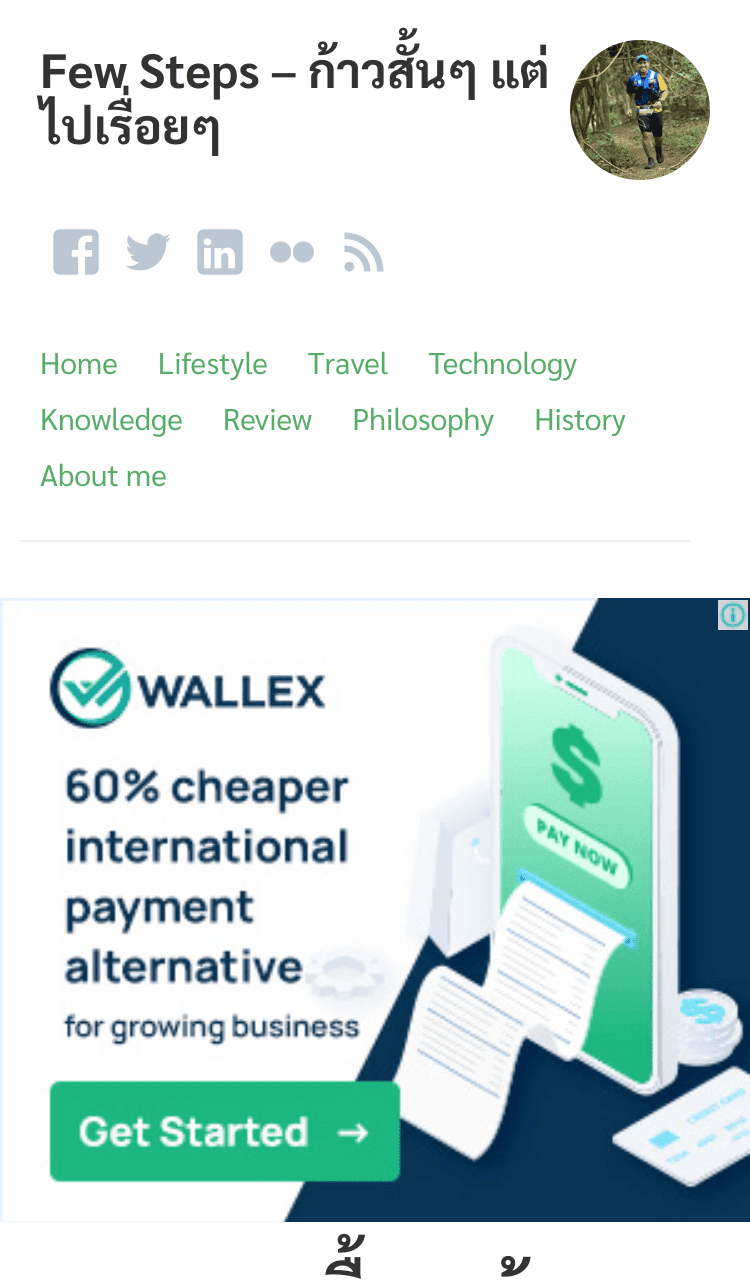 Few Steps – ก้าวสั้นๆ แต่
ไปเรื่อยๆ
Home Lifestyle Travel Technology
Knowledge Review Philosophy History
About me
WALLEX
60% cheaper
international
payment
alternative
for growing business
Get Started →
$
PAY NOW
$
CREDIT CARD